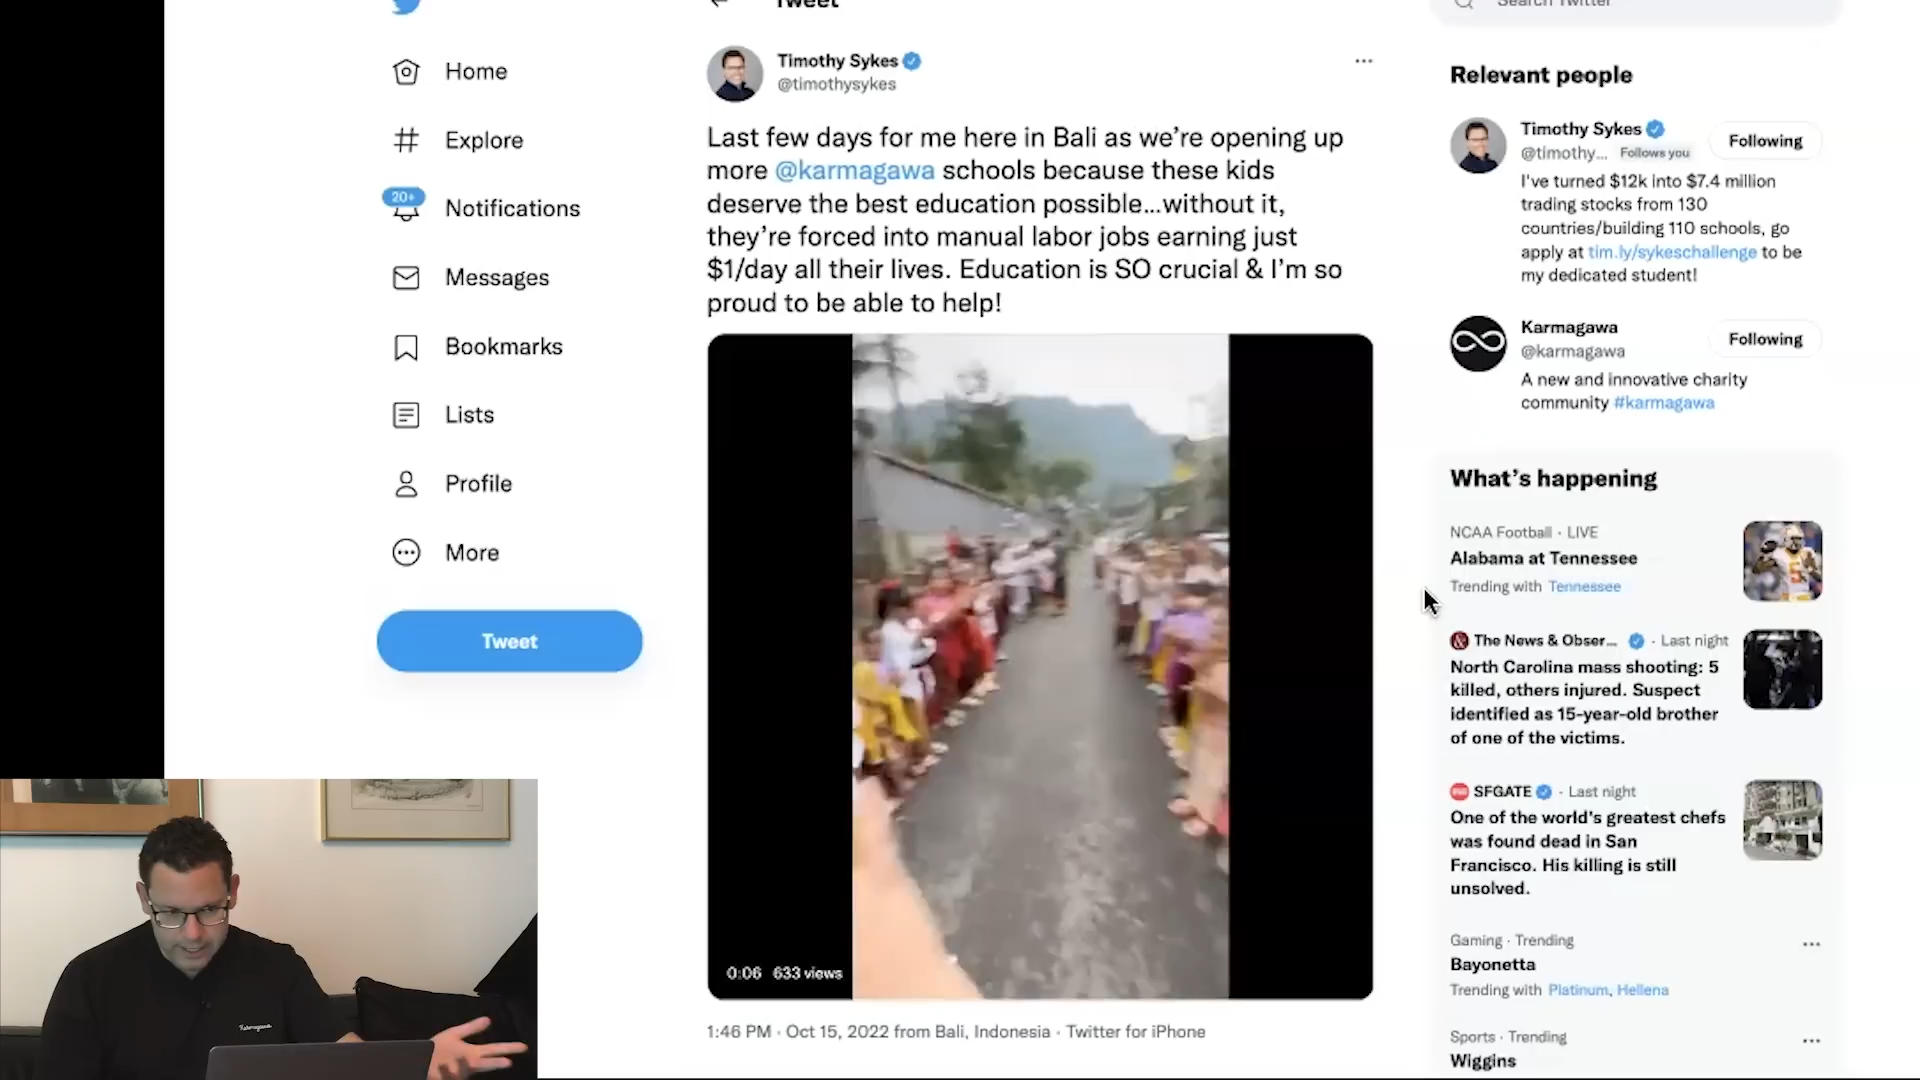 Tweet
Search Twitter
Home
Explore
20+
Notifications
Messages
Bookmarks
Lists
Profile
More
Tweet
Timothy Sykes
@timothysykes
Last few days for me here in Bali as we’re opening up
more @karmagawa schools because these kids
deserve the best education possible...without it,
they’re forced into manual labor jobs earning just
$1/day all their lives. Education is SO crucial & I’m so
proud to be able to help!
0:06 633 views
1:46 PM · Oct 15, 2022 from Bali, Indonesia · Twitter for iPhone
Relevant people
Timothy Sykes
Following
@timothy... Follows you
I've turned $12k into $7.4 million
trading stocks from 130
countries/building 110 schools, go
apply at tim.ly/sykeschallenge to be
my dedicated student!
Karmagawa
Following
@karmagawa
A new and innovative charity
community #karmagawa
What’s happening
NCAA Football · LIVE
Alabama at Tennessee
Trending with Tennessee
The News & Obser... · Last night
North Carolina mass shooting: 5
killed, others injured. Suspect
identified as 15-year-old brother
of one of the victims.
SFGATE · Last night
One of the world's greatest chefs
was found dead in San
Francisco. His killing is still
unsolved.
Gaming · Trending
Bayonetta
Trending with Platinum, Hellena
Sports · Trending
Wiggins
Karmagawa